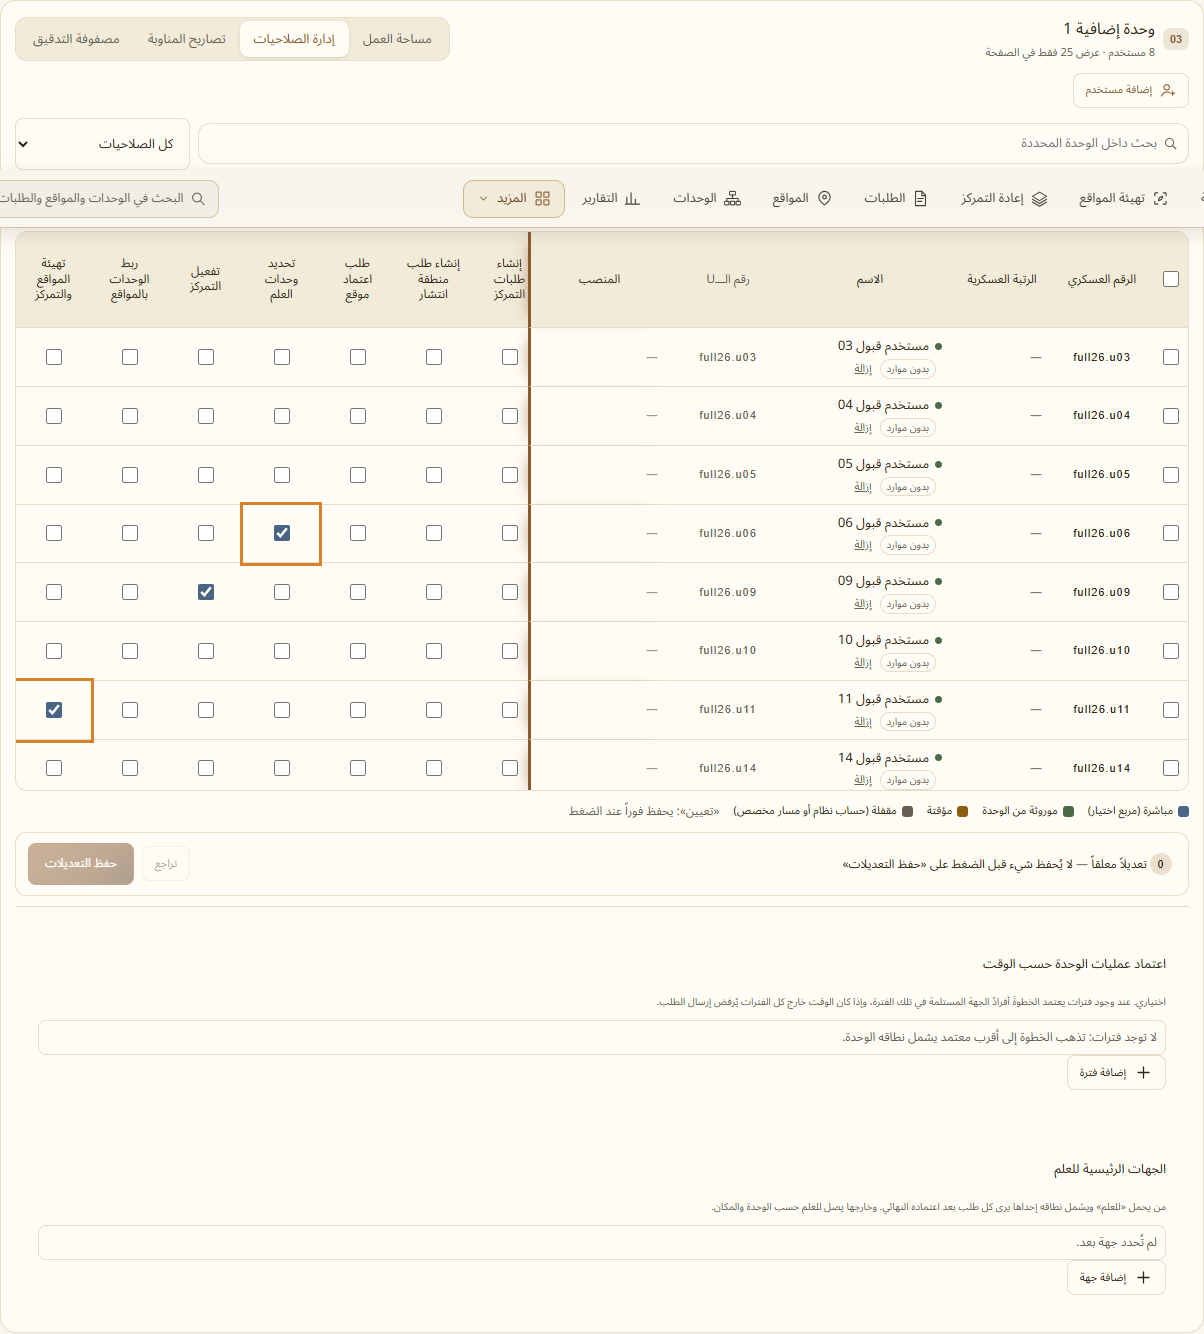 03
وحدة إضافية 1
8 مستخدم · عرض 25 فقط في الصفحة
مساحة العمل
إدارة الصلاحيات
تصاريح المناوبة
مصفوفة التدقيق
إضافة مستخدم
بحث داخل الوحدة المحددة
كل الصلاحيات
تهيئة المواقع
إعادة التمركز
الطلبات
المواقع
الوحدات
التقارير
المزيد
البحث في الوحدات والمواقع والطلبات
الرقم العسكري
الرتبة العسكرية
الاسم
رقم الـU
المنصب
إنشاء طلبات التمركز
إنشاء طلب منطقة انتشار
طلب اعتماد موقع
تحديد وحدات العلم
تفعيل التمركز
ربط الوحدات بالمواقع
تهيئة المواقع والتمركز
full26.u03 — مستخدم قبول 03 full26.u03 —
بدون موارد إزالة
full26.u04 — مستخدم قبول 04 full26.u04 —
بدون موارد إزالة
full26.u05 — مستخدم قبول 05 full26.u05 —
بدون موارد إزالة
full26.u06 — مستخدم قبول 06 full26.u06 —
بدون موارد إزالة
full26.u09 — مستخدم قبول 09 full26.u09 —
بدون موارد إزالة
full26.u10 — مستخدم قبول 10 full26.u10 —
بدون موارد إزالة
full26.u11 — مستخدم قبول 11 full26.u11 —
بدون موارد إزالة
full26.u14 — مستخدم قبول 14 full26.u14 —
بدون موارد إزالة
مباشرة (مربع اختيار) موروثة من الوحدة مؤقتة مقفلة (حساب نظام أو مسار مخصص) «تعيين»: يحفظ فوراً عند الضغط
0 تعديلاً معلقاً — لا يُحفظ شيء قبل الضغط على «حفظ التعديلات»
تراجع
حفظ التعديلات
اعتماد عمليات الوحدة حسب الوقت
اختياري. عند وجود فترات يعتمد الخطوةَ أفرادُ الجهة المستلمة في تلك الفترة، وإذا كان الوقت خارج كل الفترات يُرفض إرسال الطلب.
لا توجد فترات: تذهب الخطوة إلى أقرب معتمد يشمل نطاقه الوحدة.
إضافة فترة
الجهات الرئيسية للعلم
من يحمل «للعلم» ويشمل نطاقه إحداها يرى كل طلب بعد اعتماده النهائي. وخارجها يصل للعلم حسب الوحدة والمكان.
لم تُحدد جهة بعد.
إضافة جهة